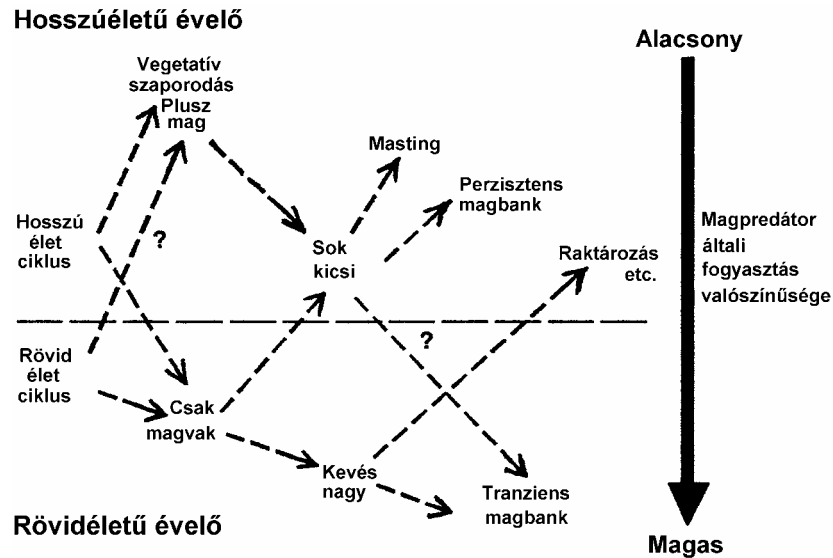 Hosszúéletű évelő
Alacsony
Vegetatív
szaporodás
Plusz
mag
Masting
Perzisztens
magbank
Hosszú
élet
ciklus
?
Sok
kicsi
Raktározás
etc.
Magpredátor
általi
fogyasztás
valószínűsége
Rövid
élet
ciklus
?
Csak
magvak
Kevés
nagy
Tranziens
magbank
Rövidéletű évelő
Magas